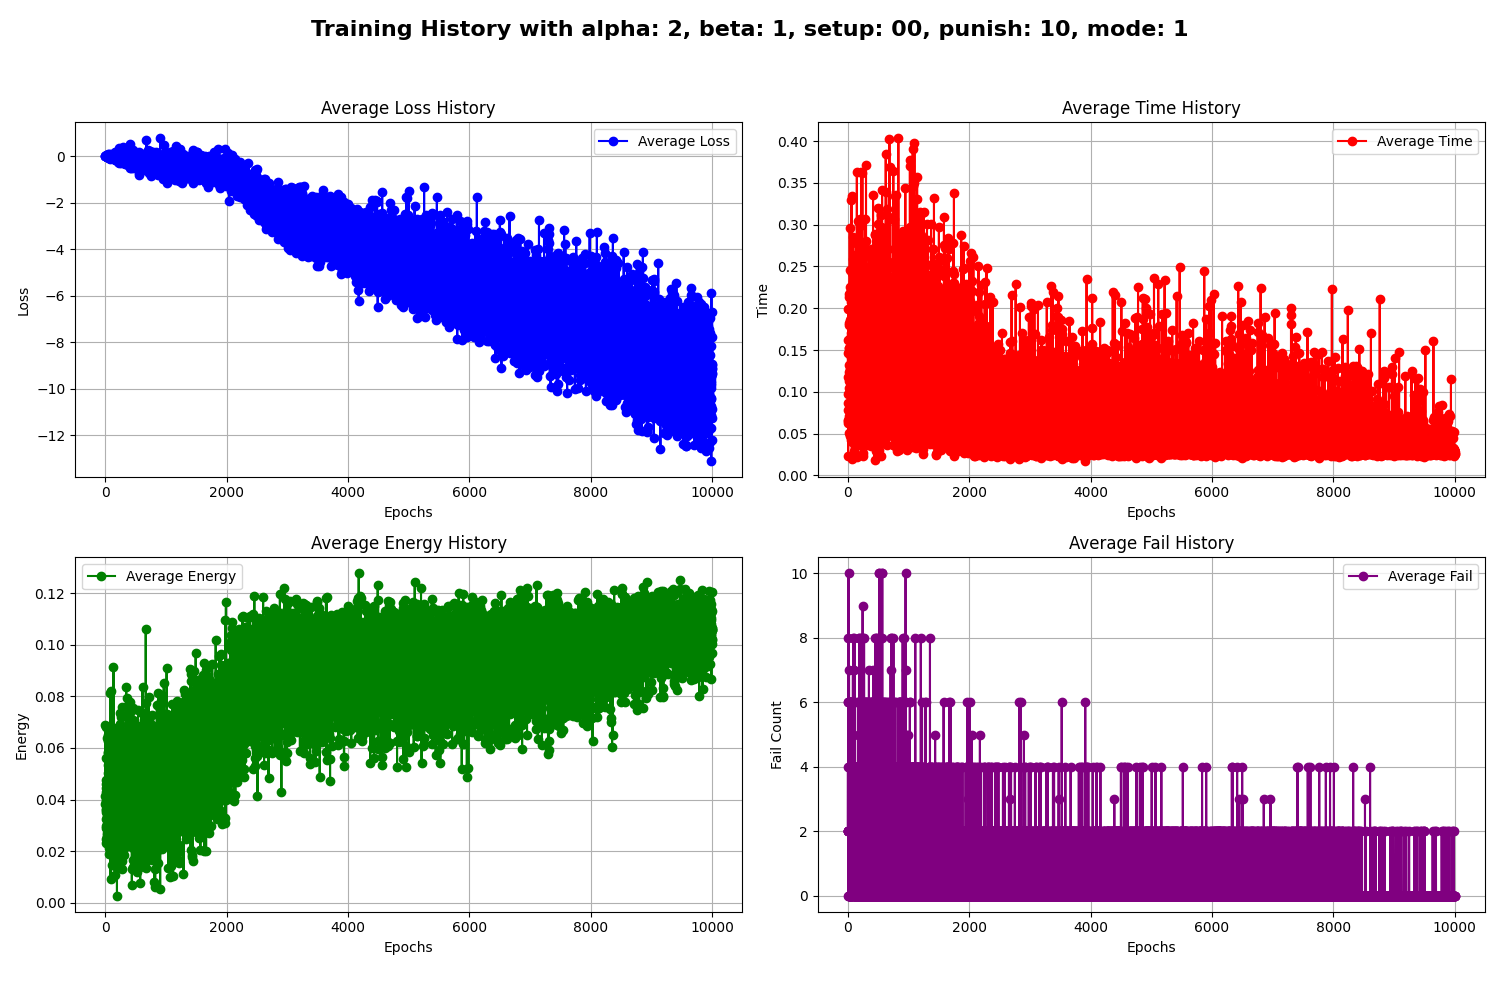 Training History with alpha: 2, beta: 1, setup: 00, punish: 10, mode: 1
Average Loss History
Average Loss
Loss
0
−2
−4
−6
−8
−10
−12
0 2000 4000 6000 8000 10000
Epochs
Average Time History
Average Time
Time
0.40
0.35
0.30
0.25
0.20
0.15
0.10
0.05
0.00
0 2000 4000 6000 8000 10000
Epochs
Average Energy History
Average Energy
Energy
0.12
0.10
0.08
0.06
0.04
0.02
0.00
0 2000 4000 6000 8000 10000
Epochs
Average Fail History
Average Fail
Fail Count
10
8
6
4
2
0
0 2000 4000 6000 8000 10000
Epochs